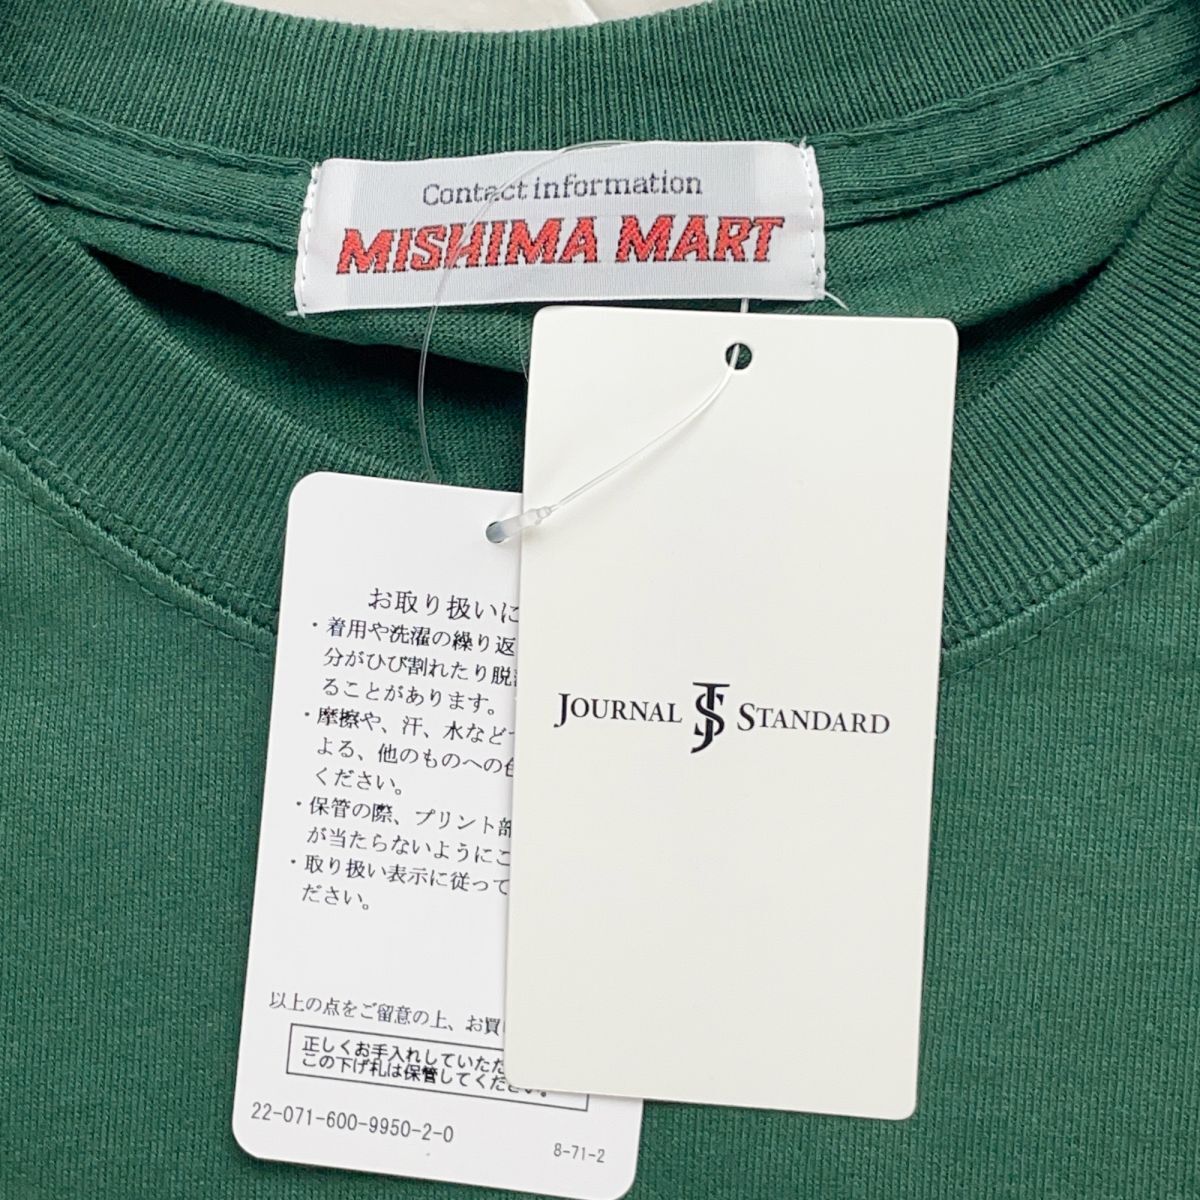 Contact information
MISHIMA MART
JOURNAL JS STANDARD
お取り扱いに
・着用や洗濯の繰り返
分がひび割れたり脱
ることがあります。
・摩擦や、汗、水など
よる、他のものへの色
ください。
・保管の際、プリント部
が当たらないようにご
・取り扱い表示に従って
ださい。
以上の点をご留意の上、お買
正しくお手入れしていただ
この下げ札は保管してください。
22-071-600-9950-2-0
8-71-2